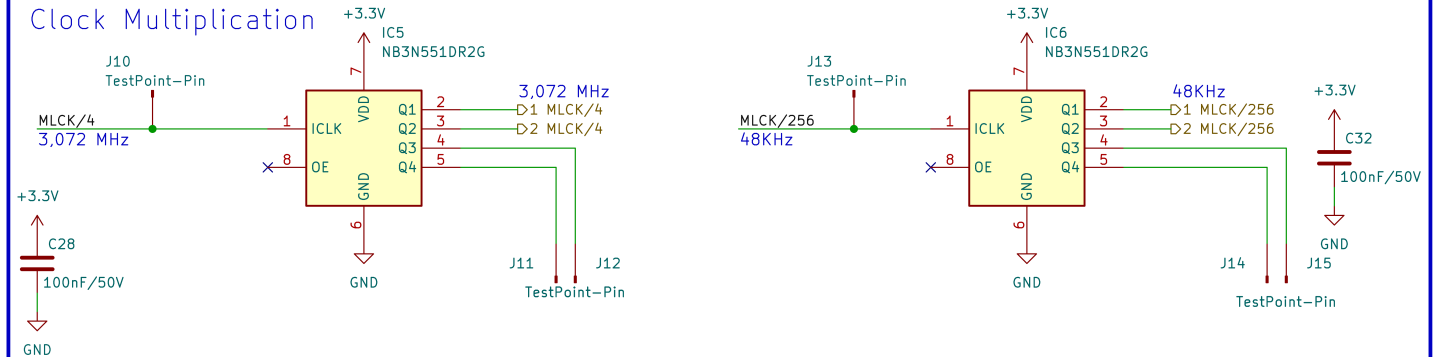 Clock Multiplication
+3.3V
IC5
NB3N551DR2G
J10
TestPoint-Pin
7
VDD
MLCK/4
3,072 MHz
1
ICLK
8
OE
GND
6
GND
Q1
2
Q2
3
Q3
4
Q4
5
3,072 MHz
1 MLCK/4
2 MLCK/4
J11
J12
TestPoint-Pin
+3.3V
C28
100nF/50V
GND
+3.3V
IC6
NB3N551DR2G
J13
TestPoint-Pin
7
VDD
MLCK/256
48KHz
1
ICLK
8
OE
GND
6
GND
Q1
2
Q2
3
Q3
4
Q4
5
48KHz
1 MLCK/256
2 MLCK/256
J14
J15
TestPoint-Pin
+3.3V
C32
100nF/50V
GND